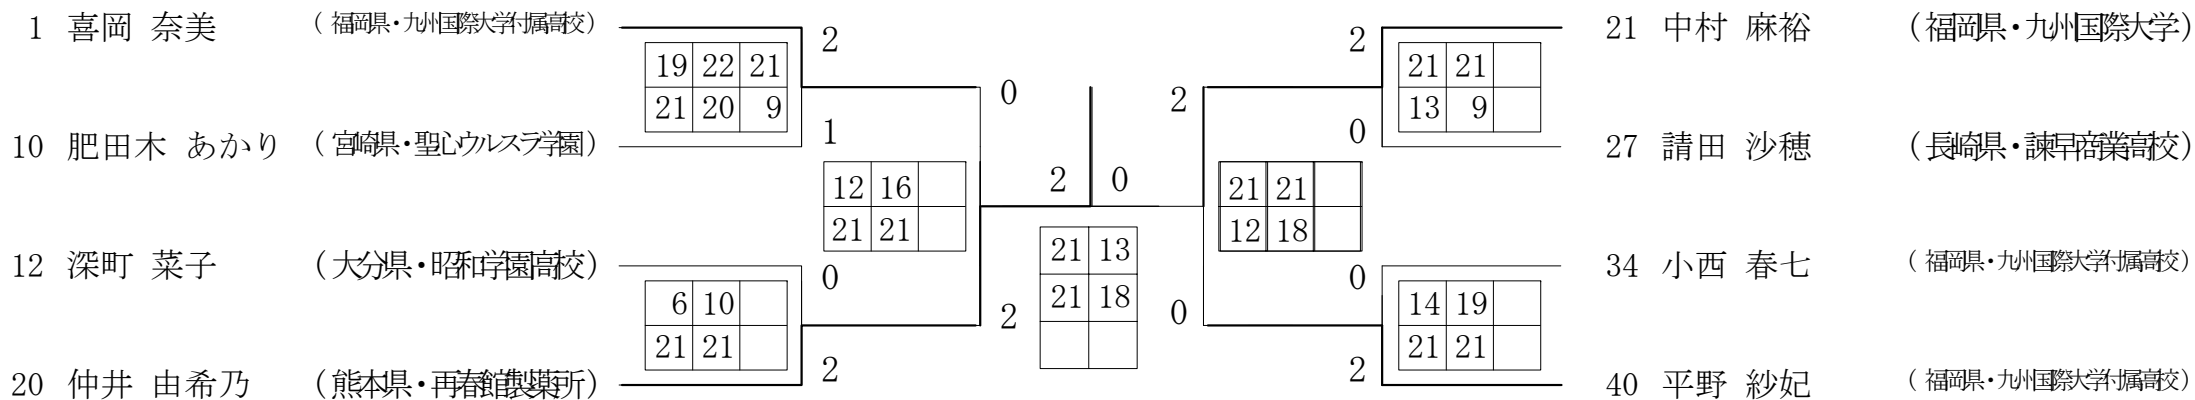 1 喜岡 奈美 (福岡県・九州国際大学付属高校)
10 肥田木 あかり (宮崎県・聖心ウルスラ学園)
12 深町 菜子 (大分県・昭和学園高校)
20 仲井 由希乃 (熊本県・再春館製薬所)
2
19 22 21
21 20 9
1
0
12 16
21 21
0
6 10
21 21
2
2
2 0
21 13
21 18
2
21 21
12 18
0
2
21 21
13 9
0
0
14 19
21 21
2
21 中村 麻裕 (福岡県・九州国際大学)
27 請田 沙穂 (長崎県・諫早商業高校)
34 小西 春七 (福岡県・九州国際大学付属高校)
40 平野 紗妃 (福岡県・九州国際大学付属高校)